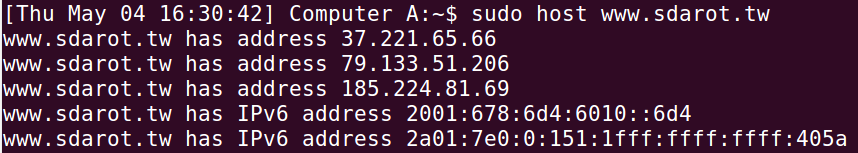 [Thu May 04 16:30:42] Computer A:~$ sudo host www.sdarot.tw
www.sdarot.tw has address 37.221.65.66
www.sdarot.tw has address 79.133.51.206
www.sdarot.tw has address 185.224.81.69
www.sdarot.tw has IPv6 address 2001:678:6d4:6010::6d4
www.sdarot.tw has IPv6 address 2a01:7e0:0:151:1fff:ffff:ffff:405a